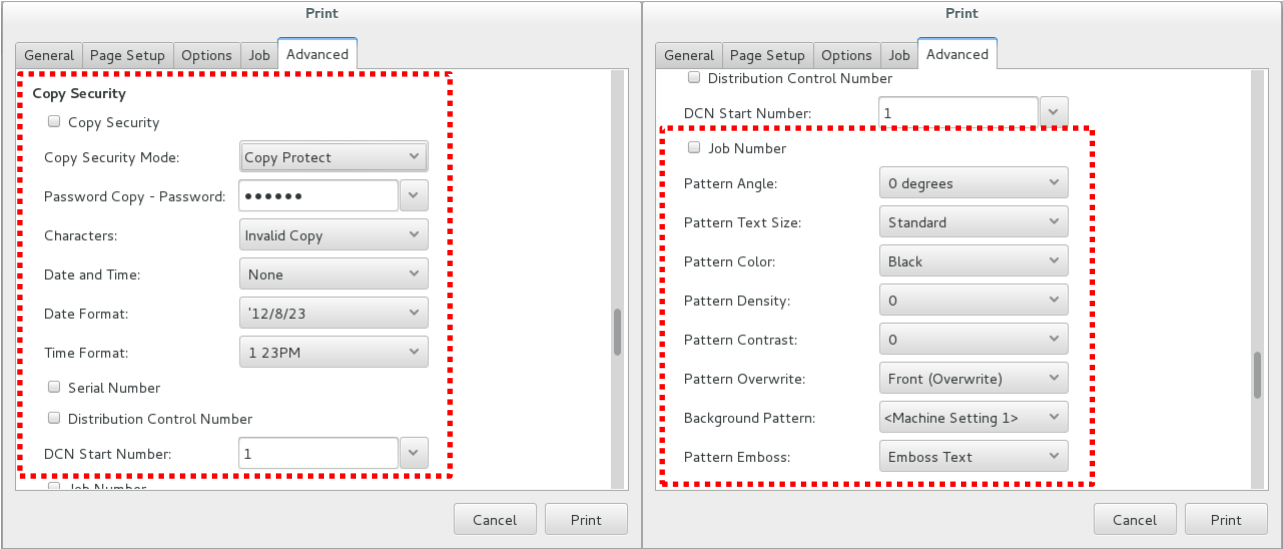 Print
General Page Setup Options Job Advanced
Copy Security
Copy Security
Copy Security Mode: Copy Protect
Password Copy - Password: ●●●●●●
Characters: Invalid Copy
Date and Time: None
Date Format: '12/8/23
Time Format: 1 23PM
Serial Number
Distribution Control Number
DCN Start Number: 1
Job Number
Cancel Print
Print
General Page Setup Options Job Advanced
Distribution Control Number
DCN Start Number: 1
Job Number
Pattern Angle: 0 degrees
Pattern Text Size: Standard
Pattern Color: Black
Pattern Density: 0
Pattern Contrast: 0
Pattern Overwrite: Front (Overwrite)
Background Pattern: <Machine Setting 1>
Pattern Emboss: Emboss Text
Cancel Print